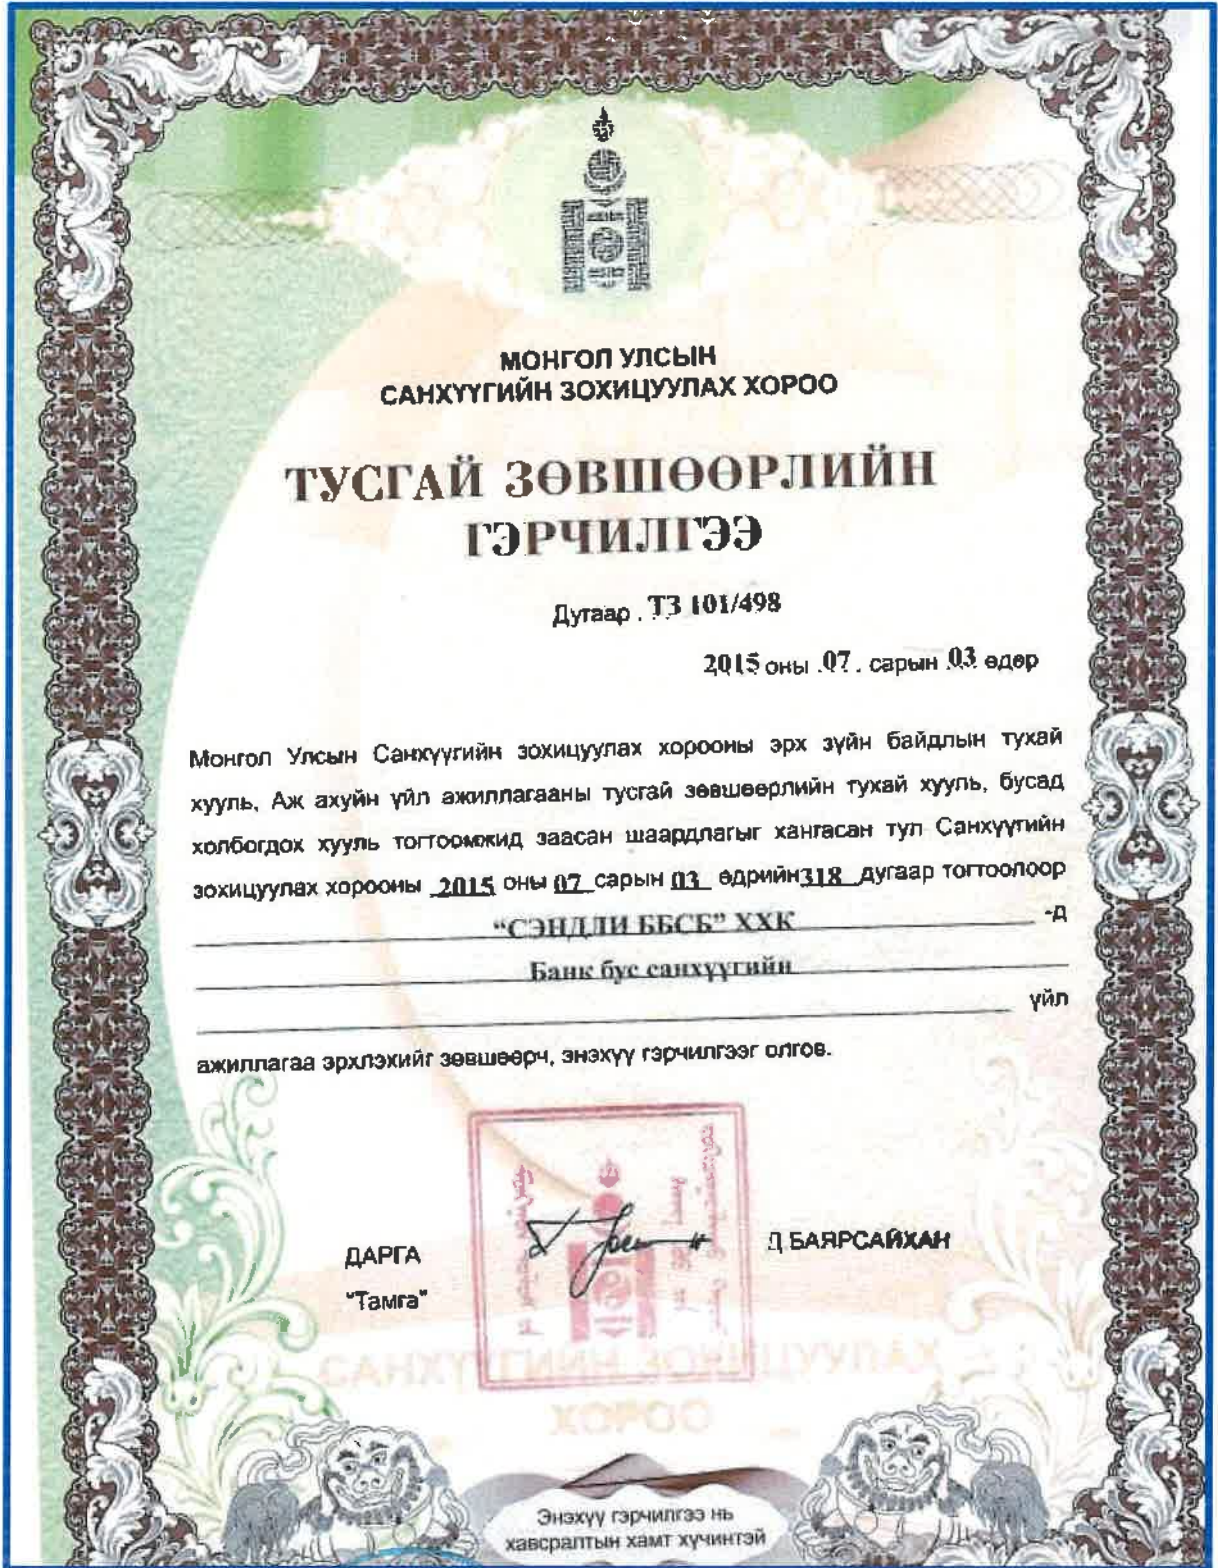 МОНГОЛ УЛСЫН
САНХҮҮГИЙН ЗОХИЦУУЛАХ ХОРОО
ТУСГАЙ ЗӨВШӨӨРЛИЙН
ГЭРЧИЛГЭЭ
Дугаар . ТЗ 101/498
2015 оны .07. сарын .03. өдөр
Монгол Улсын Санхүүгийн зохицуулах хорооны эрх зүйн байдлын тухай
хууль, Аж ахуйн үйл ажиллагааны тусгай зөвшөөрлийн тухай хууль, бусад
холбогдох хууль тогтоомжид заасан шаардлагыг хангасан тул Санхүүгийн
зохицуулах хорооны 2015 оны 07 сарын 03 өдрийн 318 дугаар тогтоолоор
“СЭНДЛИ ББСБ” ХХК -д
Банк бус санхүүгийн
үйл
ажиллагаа эрхлэхийг зөвшөөрч, энэхүү гэрчилгээг олгов.
ДАРГА Д.БАЯРСАЙХАН
"Тамга"
САНХҮҮГИЙН ЗОХИЦУУЛАХ
ХОРОО
Энэхүү гэрчилгээ нь
хавсралтын хамт хүчинтэй